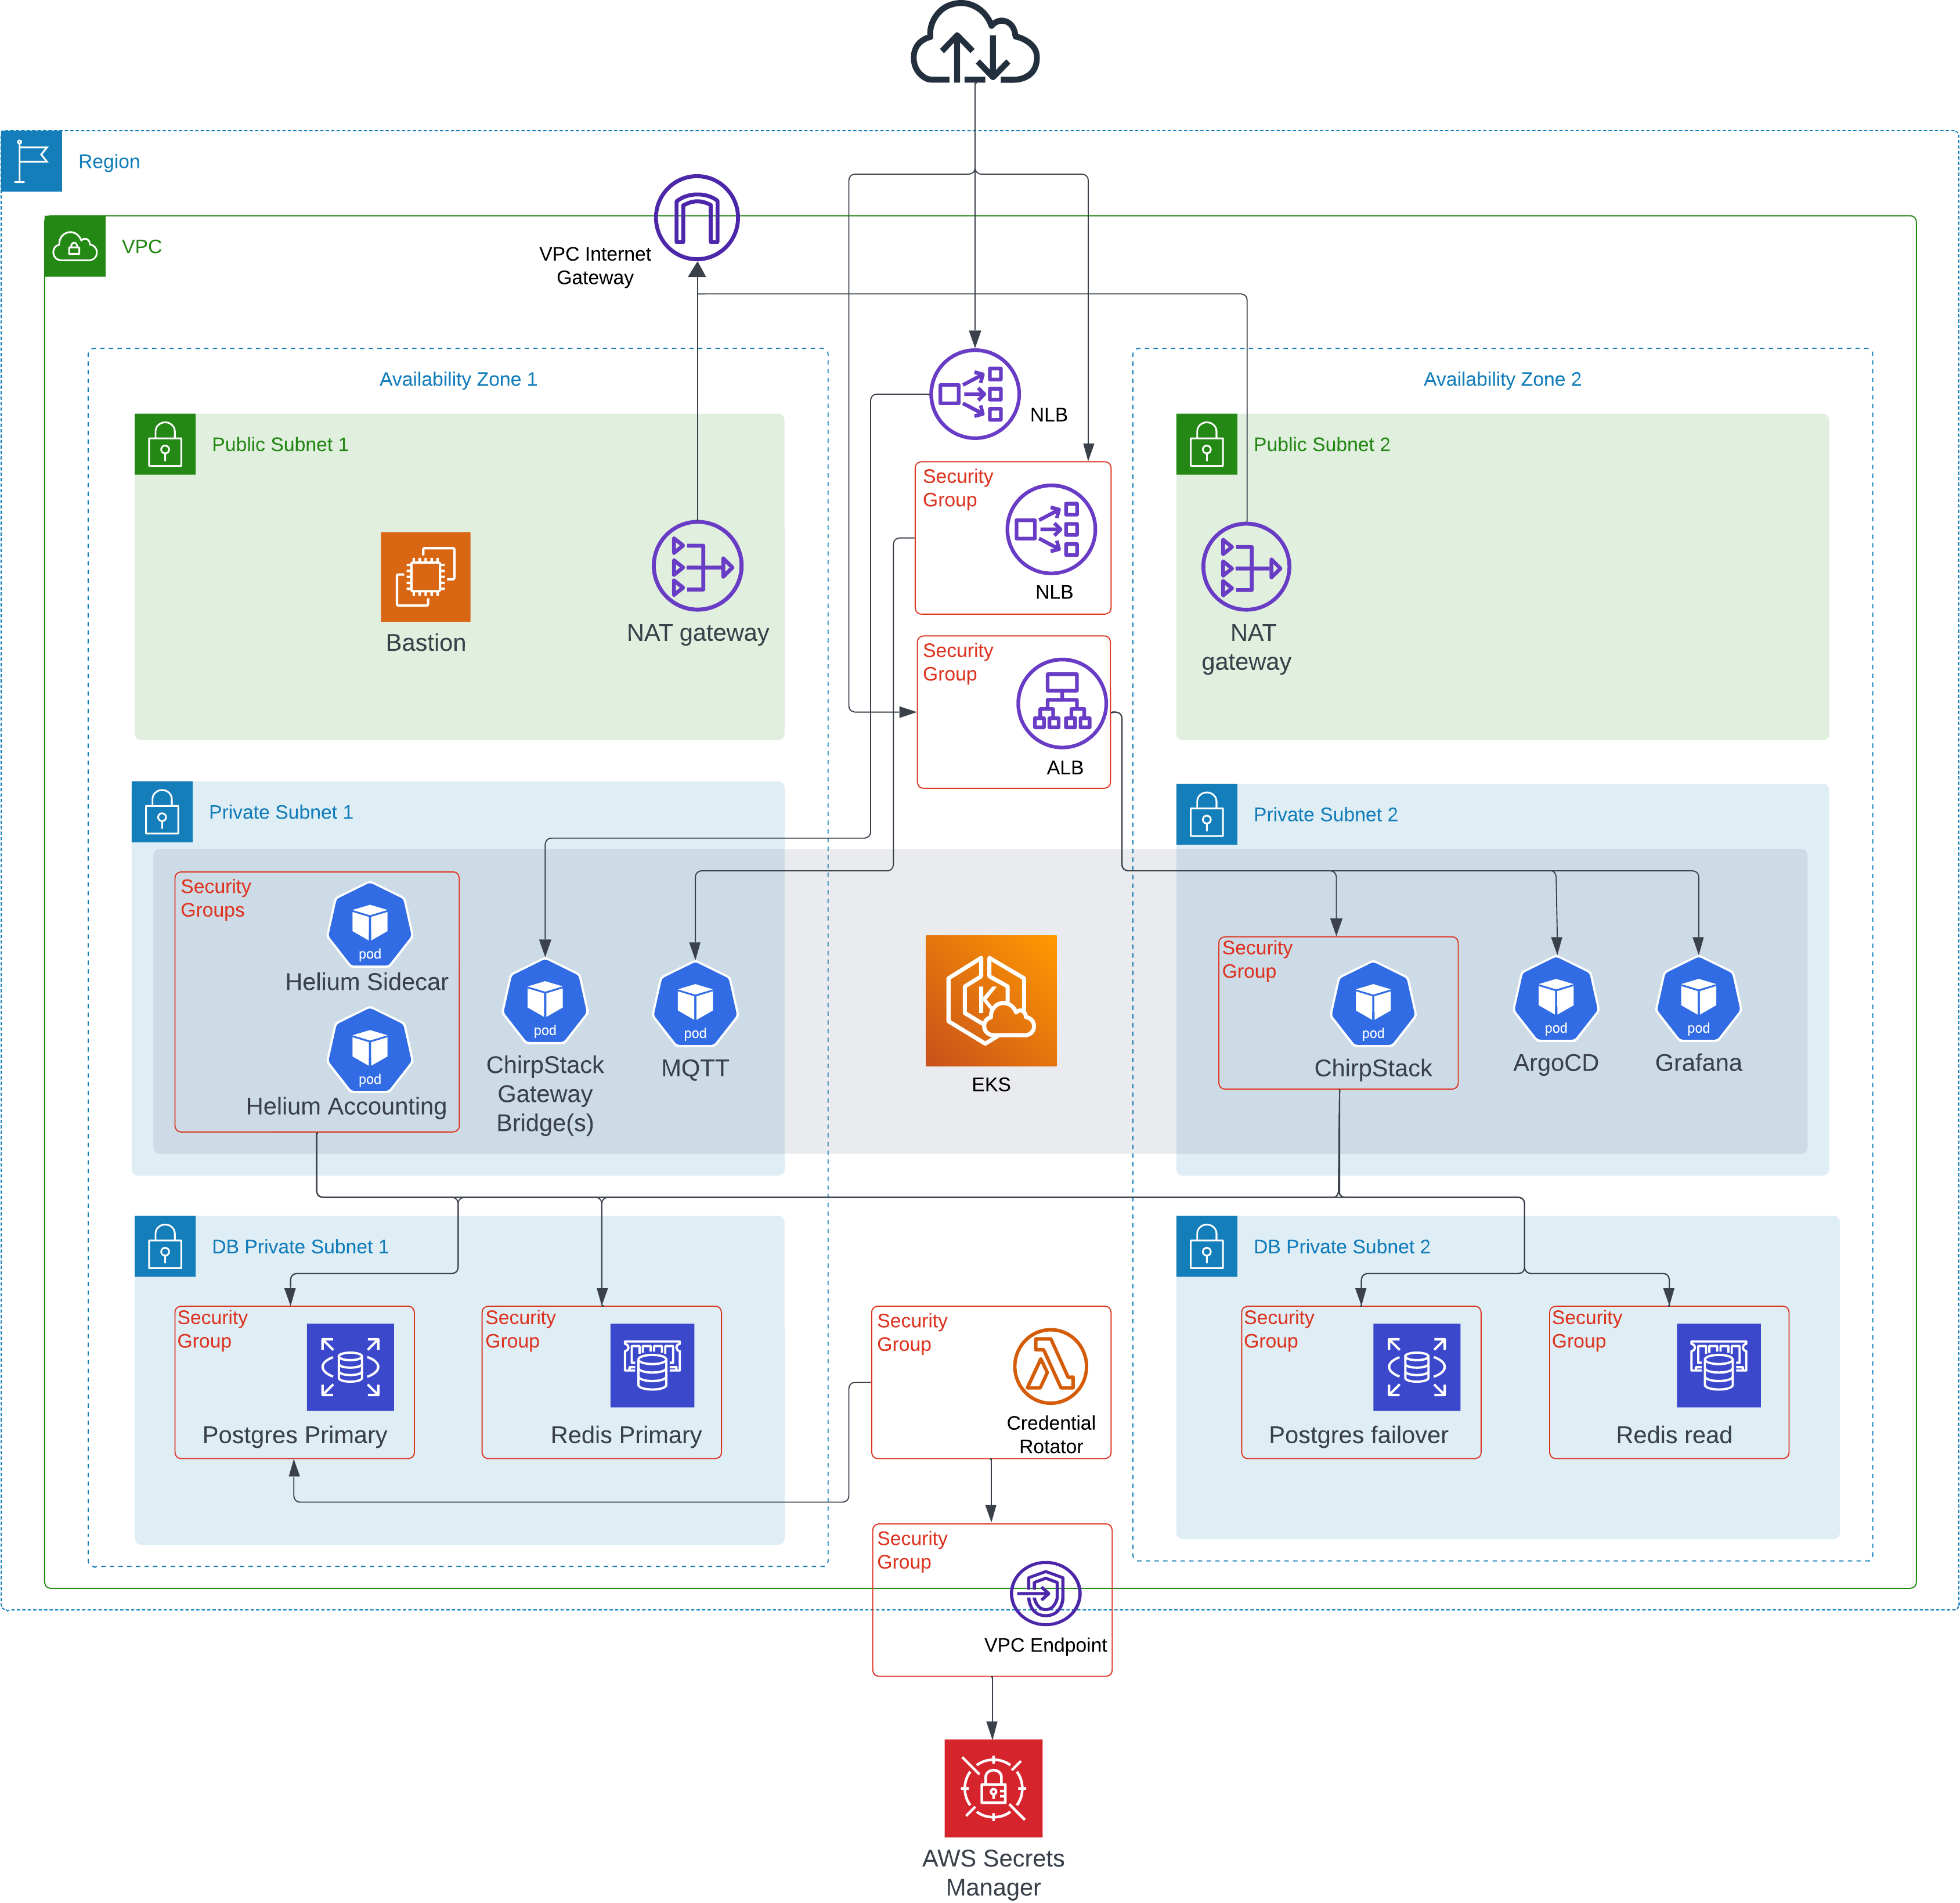 Region
VPC
VPC Internet
Gateway
Availability Zone 1
Availability Zone 2
NLB
Public Subnet 1
Public Subnet 2
Security
Group
NLB
Bastion
NAT gateway
NAT
gateway
Security
Group
ALB
Private Subnet 1
Private Subnet 2
Security
Groups
pod
Helium Sidecar
pod
Helium Accounting
pod
ChirpStack
Gateway
Bridge(s)
pod
MQTT
K
EKS
Security
Group
pod
ChirpStack
pod
ArgoCD
pod
Grafana
DB Private Subnet 1
DB Private Subnet 2
Security
Group
Postgres Primary
Security
Group
Redis Primary
Security
Group
Credential
Rotator
Security
Group
Postgres failover
Security
Group
Redis read
Security
Group
VPC Endpoint
AWS Secrets
Manager